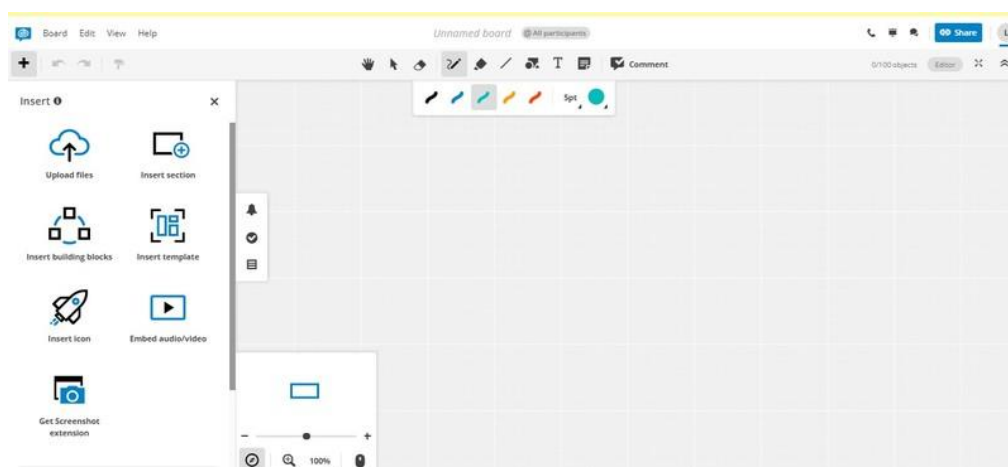 Board Edit View Help
Unnamed board @ All participants
Share
T
Comment
0/100 objects Editor
Insert
5pt
Upload files
Insert section
Insert building blocks
Insert template
Insert icon
Embed audio/video
Get Screenshot
extension
100%